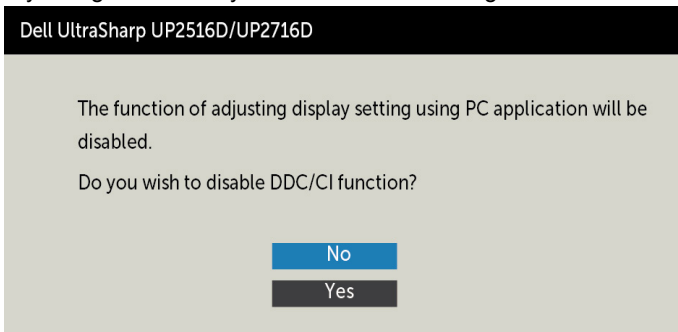 Dell UltraSharp UP2516D/UP2716D
The function of adjusting display setting using PC application will be
disabled.
Do you wish to disable DDC/CI function?
No
Yes